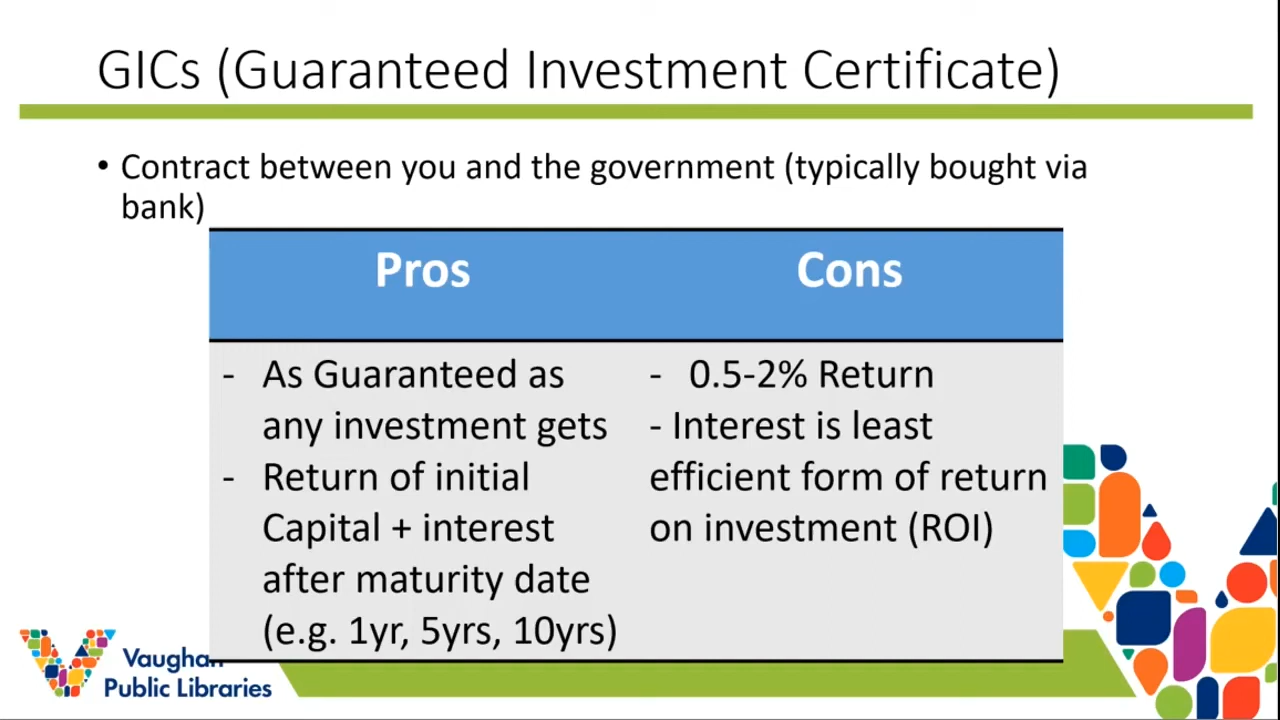 GICs (Guaranteed Investment Certificate)
• Contract between you and the government (typically bought via
bank)
Pros
Cons
- As Guaranteed as
any investment gets
- Return of initial
Capital + interest
after maturity date
(e.g. 1yr, 5yrs, 10yrs)
- 0.5-2% Return
- Interest is least
efficient form of return
on investment (ROI)
Vaughan
Public Libraries